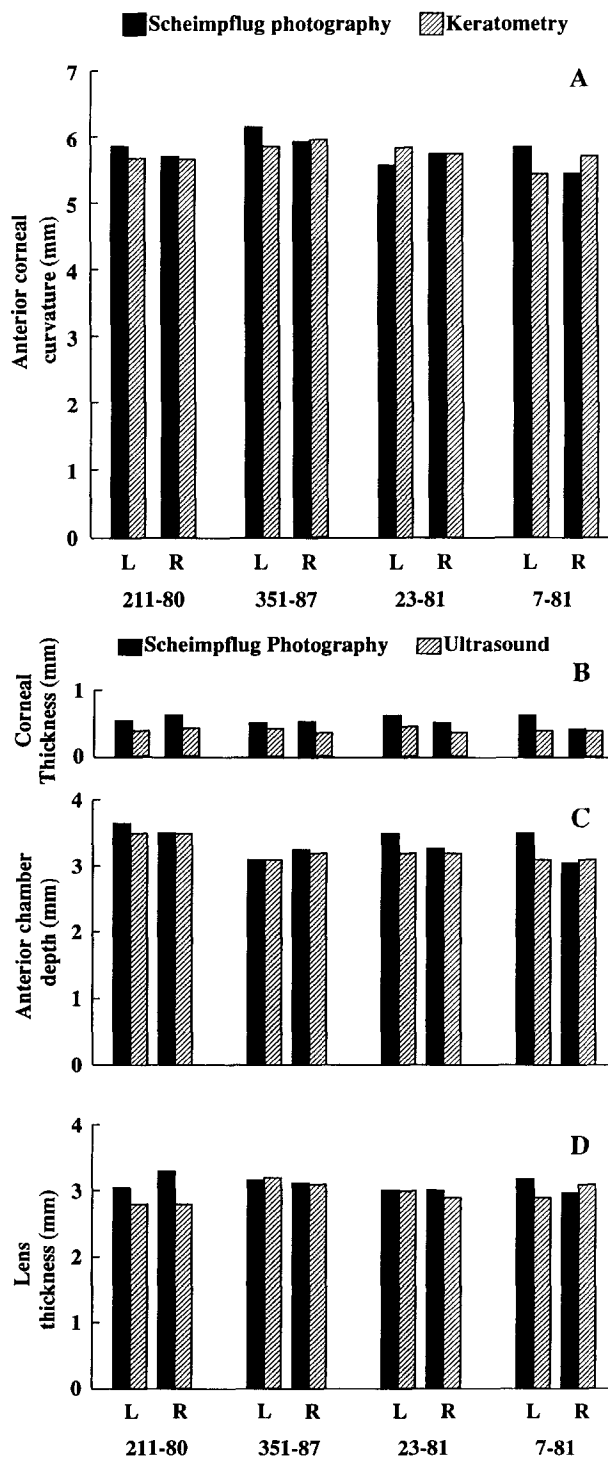 Scheimpflug photography Keratometry
A
7
6
5
4
3
2
1
0
Anterior corneal
curvature (mm)
L R L R L R L R
211-80 351-87 23-81 7-81
Scheimpflug Photography Ultrasound
B
1
0
Corneal
Thickness (mm)
C
4
3
2
1
0
Anterior chamber
depth (mm)
D
4
3
2
1
0
Lens
thickness (mm)
L R L R L R L R
211-80 351-87 23-81 7-81